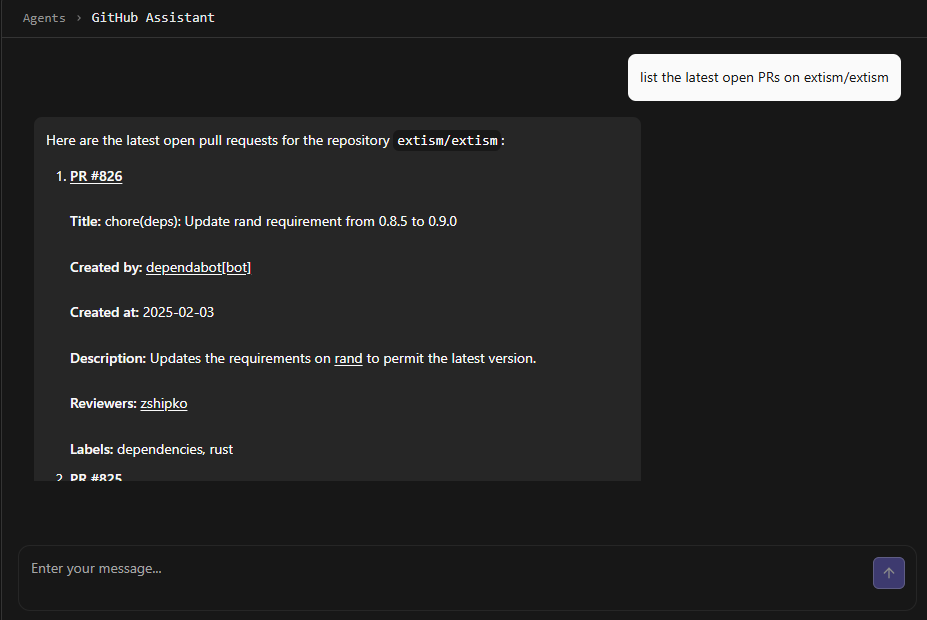 Agents › GitHub Assistant
list the latest open PRs on extism/extism
Here are the latest open pull requests for the repository extism/extism:
1. PR #826
Title: chore(deps): Update rand requirement from 0.8.5 to 0.9.0
Created by: dependabot[bot]
Created at: 2025-02-03
Description: Updates the requirements on rand to permit the latest version.
Reviewers: zshipko
Labels: dependencies, rust
2. PR #825
Enter your message...